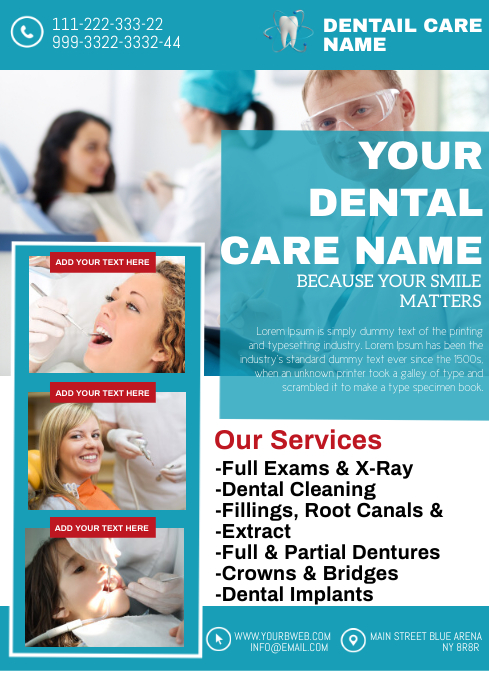 111-222-333-22
999-3322-3332-44
DENTAIL CARE
NAME
YOUR
DENTAL
CARE NAME
BECAUSE YOUR SMILE
MATTERS
Lorem Ipsum is simply dummy text of the printing
and typesetting industry. Lorem Ipsum has been the
industry's standard dummy text ever since the 1500s,
when an unknown printer took a galley of type and
scrambled it to make a type specimen book.
ADD YOUR TEXT HERE
ADD YOUR TEXT HERE
ADD YOUR TEXT HERE
Our Services
-Full Exams & X-Ray
-Dental Cleaning
-Fillings, Root Canals &
-Extract
-Full & Partial Dentures
-Crowns & Bridges
-Dental Implants
WWW.YOURBWEB.COM
INFO@EMAIL.COM
MAIN STREET BLUE ARENA
NY 8R8R